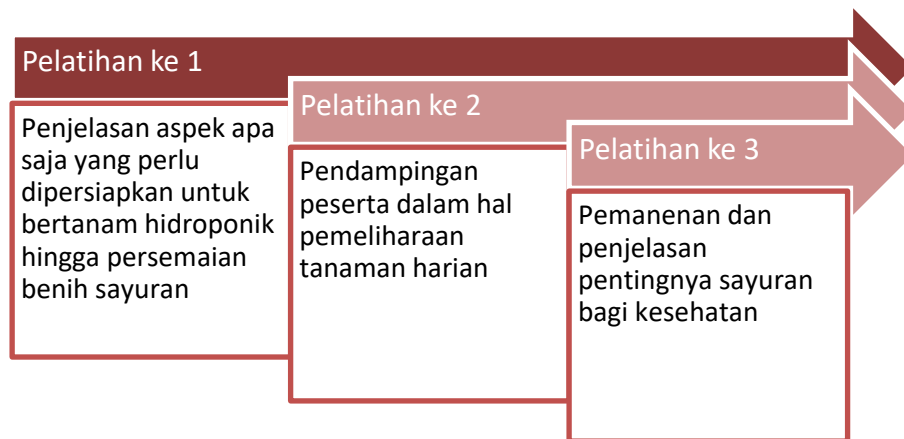 Pelatihan ke 1
Penjelasan aspek apa
saja yang perlu
dipersiapkan untuk
bertanam hidroponik
hingga persemaian
benih sayuran
Pelatihan ke 2
Pendampingan
peserta dalam hal
pemeliharaan
tanaman harian
Pelatihan ke 3
Pemanenan dan
penjelasan
pentingnya sayuran
bagi kesehatan